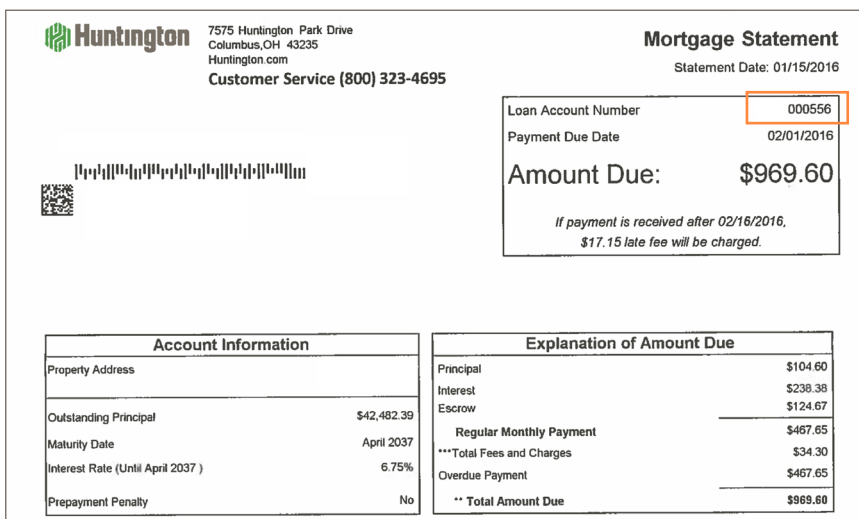 Huntington
7575 Huntington Park Drive
Columbus,OH 43235
Huntington.com
Customer Service (800) 323-4695
Mortgage Statement
Statement Date: 01/15/2016
Loan Account Number 000556
Payment Due Date 02/01/2016
Amount Due: $969.60
If payment is received after 02/16/2016,
$17.15 late fee will be charged.
Account Information
Property Address
Outstanding Principal $42,482.39
Maturity Date April 2037
Interest Rate (Until April 2037 ) 6.75%
Prepayment Penalty No
Explanation of Amount Due
Principal $104.60
Interest $238.38
Escrow $124.67
Regular Monthly Payment $467.65
***Total Fees and Charges $34.30
Overdue Payment $467.65
** Total Amount Due $969.60